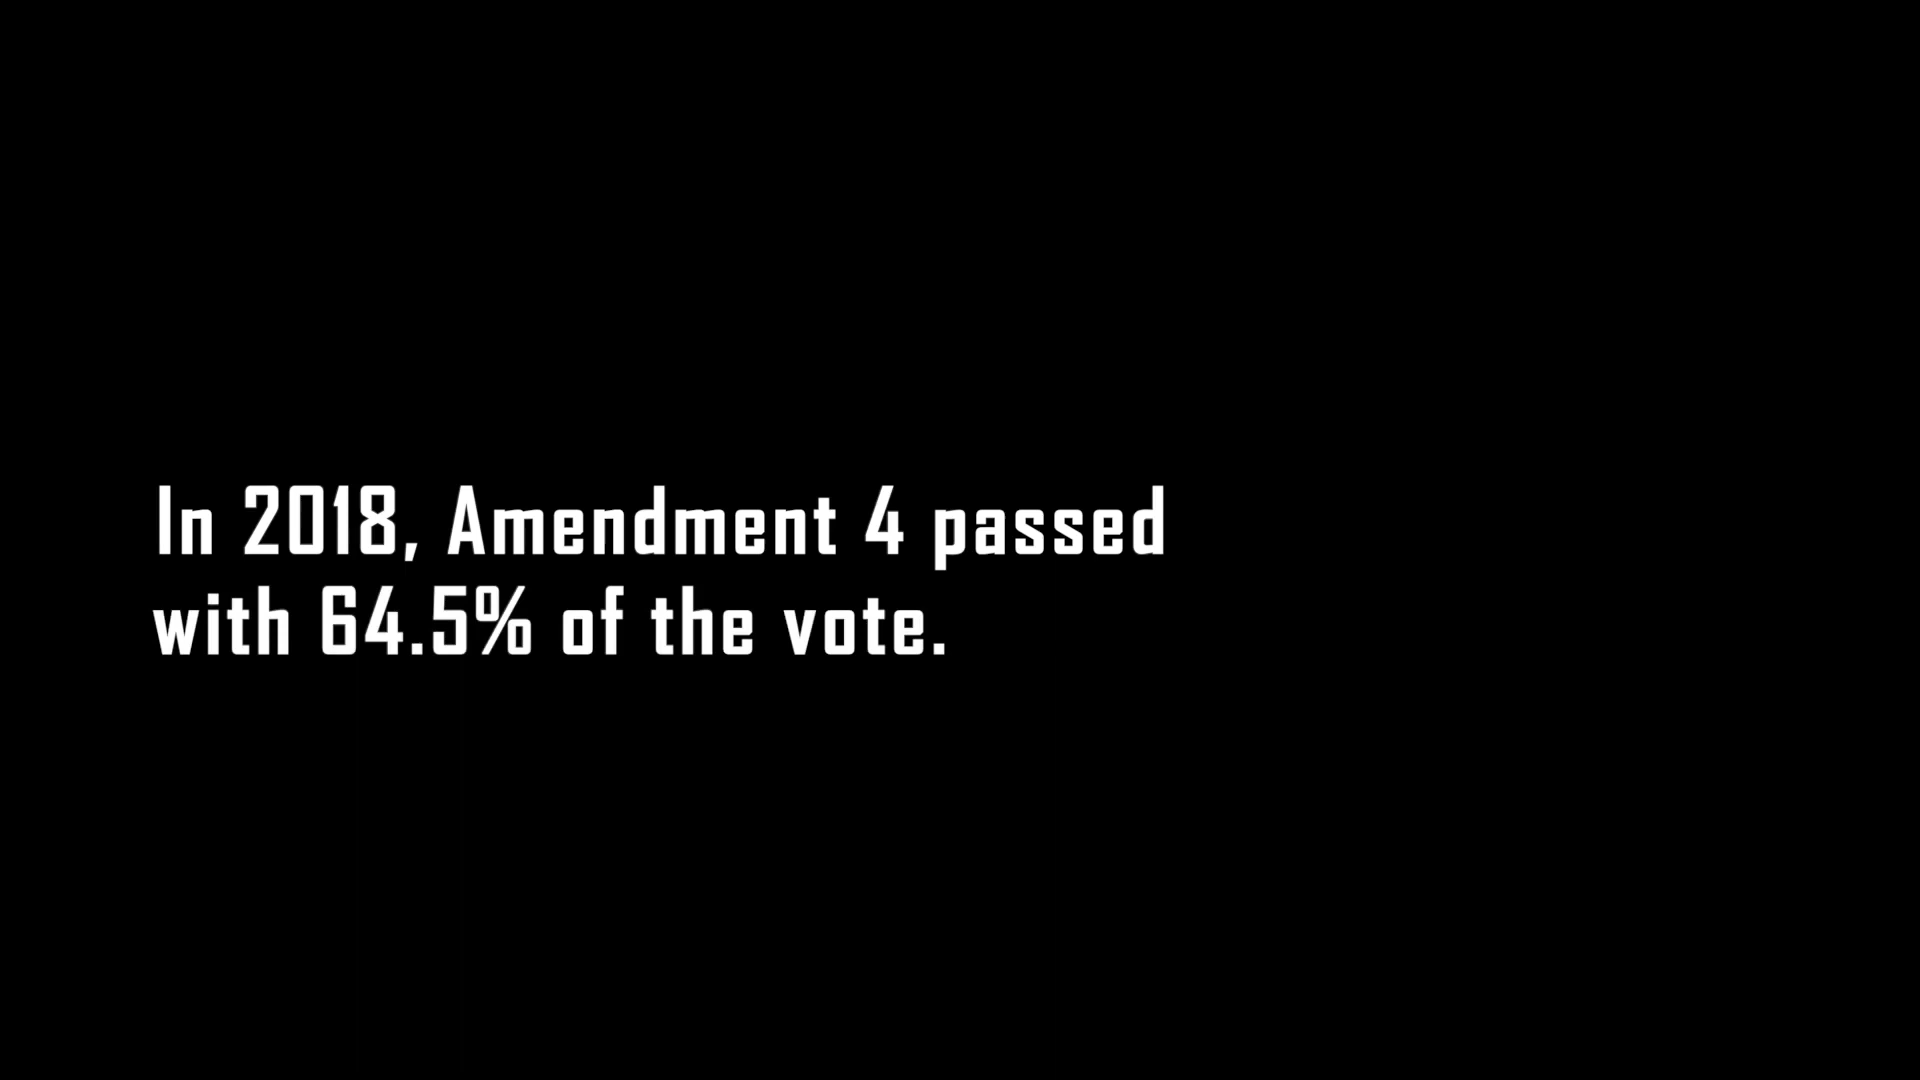 In 2018, Amendment 4 passed
with 64.5% of the vote.